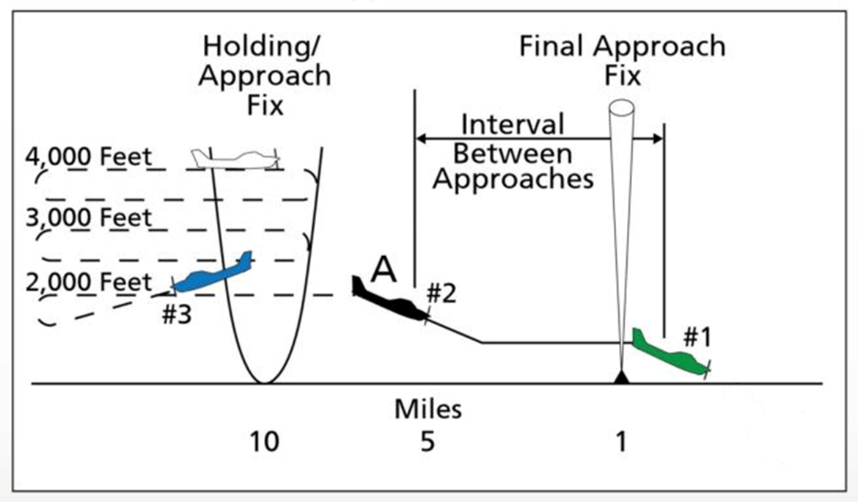 Holding/
Approach
Fix
Final Approach
Fix
Interval
Between
Approaches
4,000 Feet
3,000 Feet
2,000 Feet
A
#2
#3
#1
Miles
10 5 1